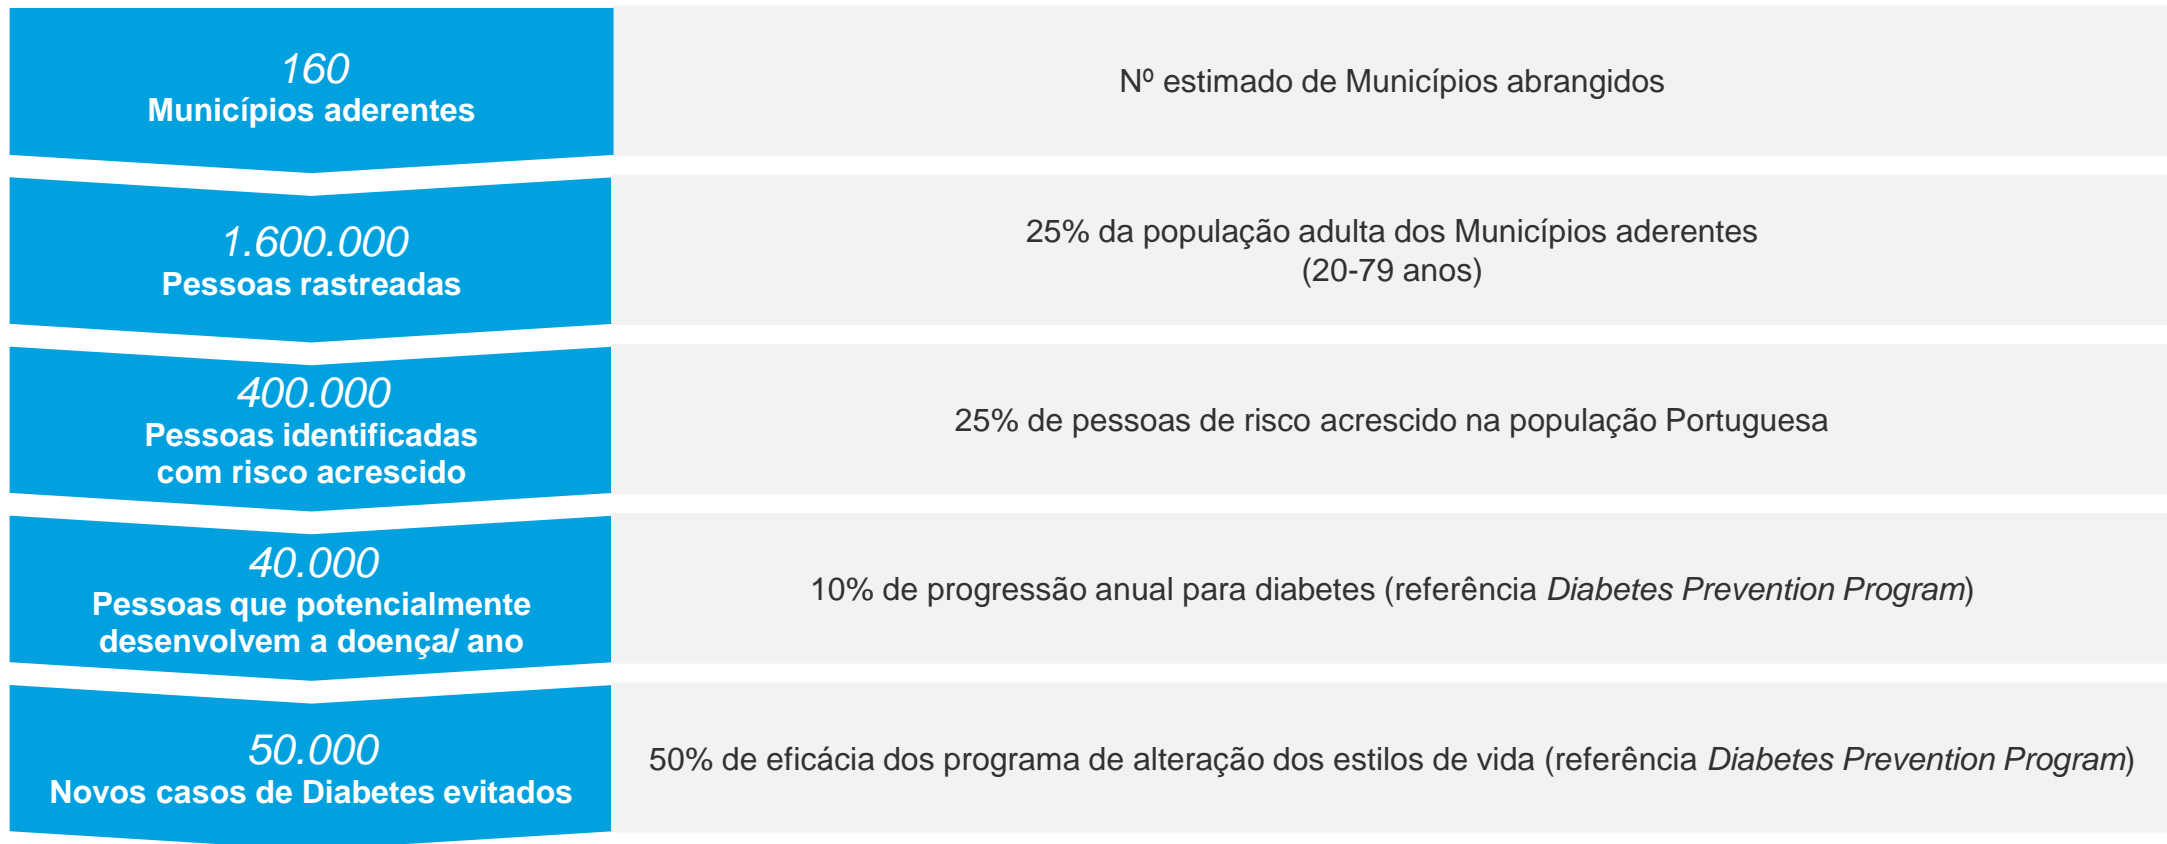 160
Municípios aderentes
Nº estimado de Municípios abrangidos
1.600.000
Pessoas rastreadas
25% da população adulta dos Municípios aderentes
(20-79 anos)
400.000
Pessoas identificadas
com risco acrescido
25% de pessoas de risco acrescido na população Portuguesa
40.000
Pessoas que potencialmente
desenvolvem a doença/ ano
10% de progressão anual para diabetes (referência Diabetes Prevention Program)
50.000
Novos casos de Diabetes evitados
50% de eficácia dos programa de alteração dos estilos de vida (referência Diabetes Prevention Program)